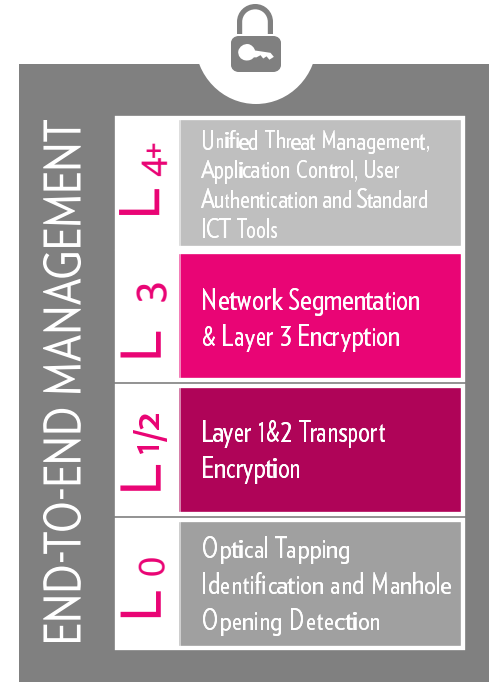 END-TO-END MANAGEMENT
L 4+
Unified Threat Management,
Application Control, User
Authentication and Standard
ICT Tools
L 3
Network Segmentation
& Layer 3 Encryption
L 1/2
Layer 1&2 Transport
Encryption
L 0
Optical Tapping
Identification and Manhole
Opening Detection